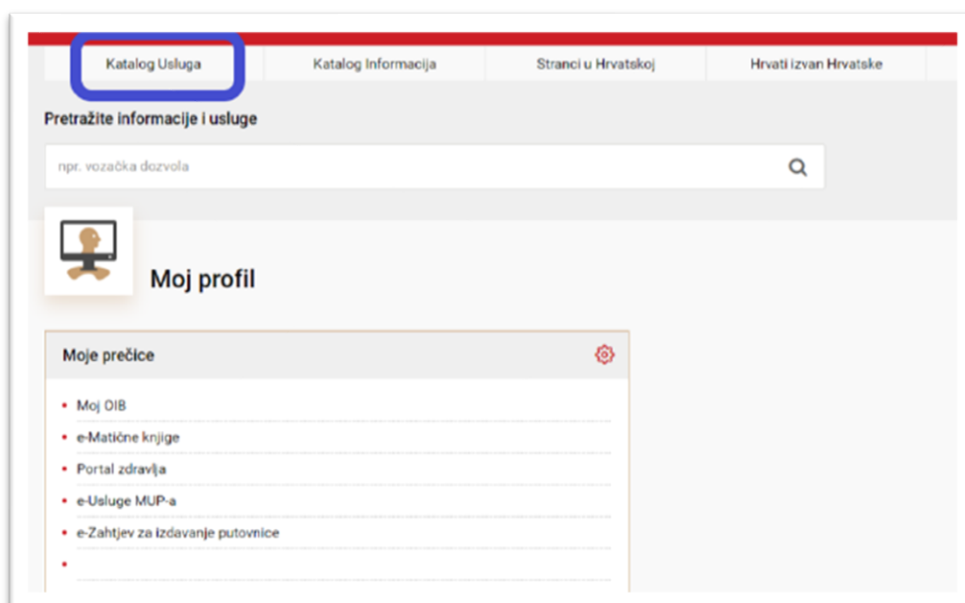 Katalog Usluga
Katalog Informacija
Stranci u Hrvatskoj
Hrvati izvan Hrvatske
Pretražite informacije i usluge
npr. vozačka dozvola
Moj profil
Moje prečice
Moj OIB
e-Matične knjige
Portal zdravlja
e-Usluge MUP-a
e-Zahtjev za izdavanje putovnice